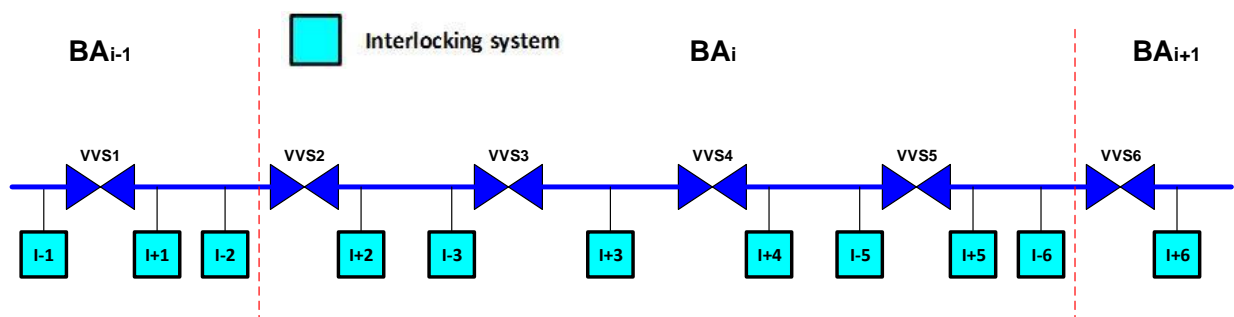 BAi-1
Interlocking system
BAi
BAi+1
VVS1
VVS2
VVS3
VVS4
VVS5
VVS6
I-1
I+1
I-2
I+2
I-3
I+3
I+4
I-5
I+5
I-6
I+6